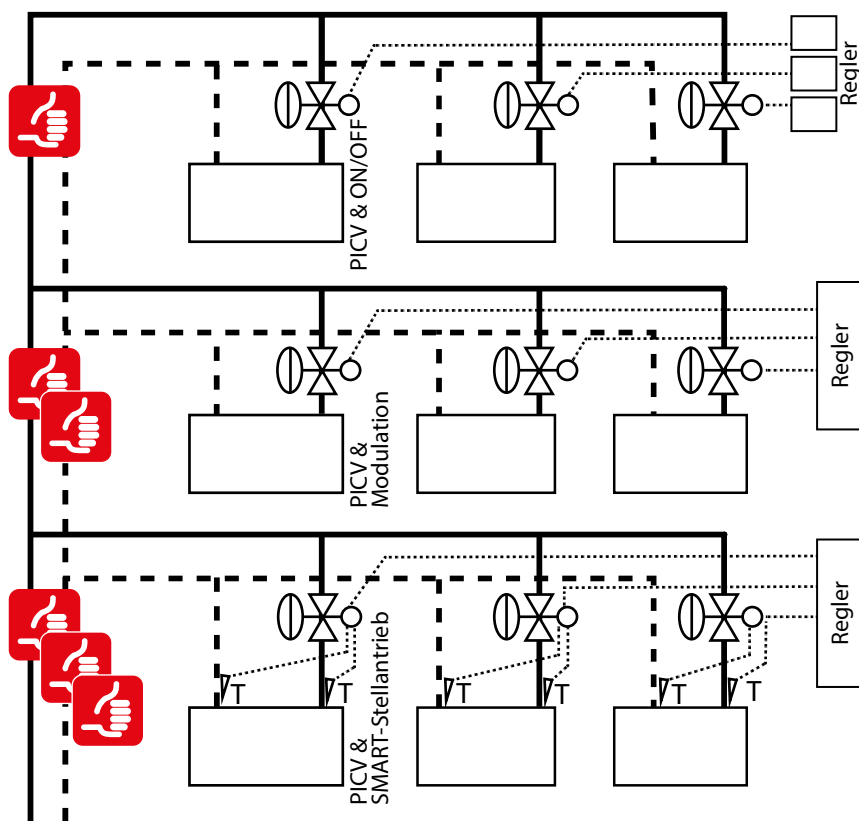 Regler
PICV & ON/OFF
Regler
PICV &
Modulation
Regler
T
T
T
T
T
T
PICV &
SMART-Stellantrieb